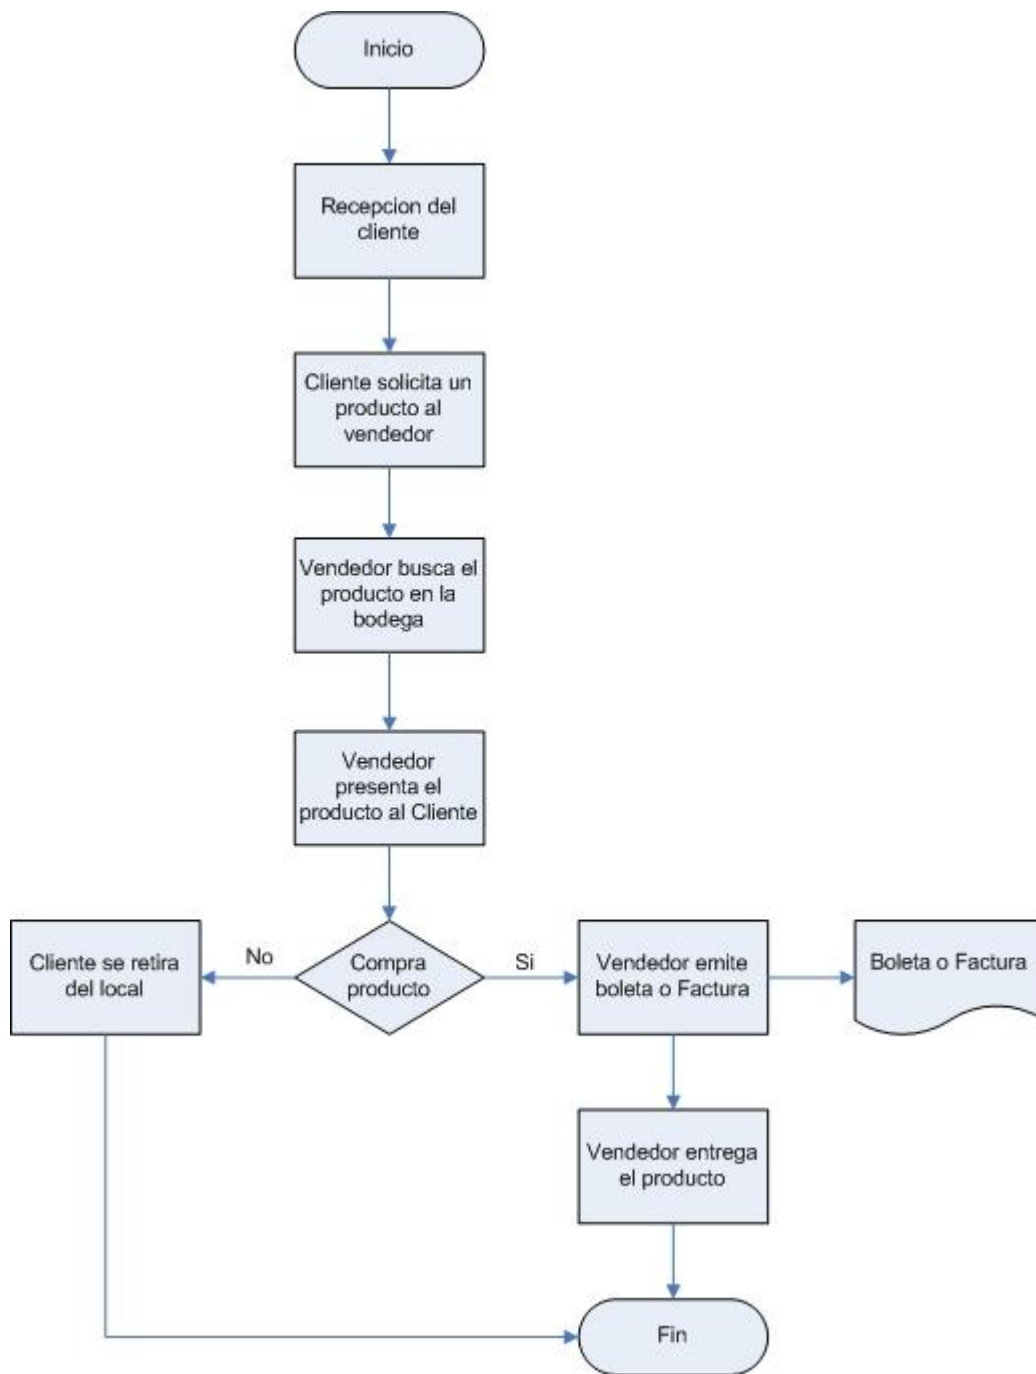 Inicio
Recepcion del
cliente
Cliente solicita un
producto al
vendedor
Vendedor busca el
producto en la
bodega
Vendedor
presenta el
producto al Cliente
Cliente se retira
del local
No
Compra
producto
Si
Vendedor emite
boleta o Factura
Boleta o Factura
Vendedor entrega
el producto
Fin